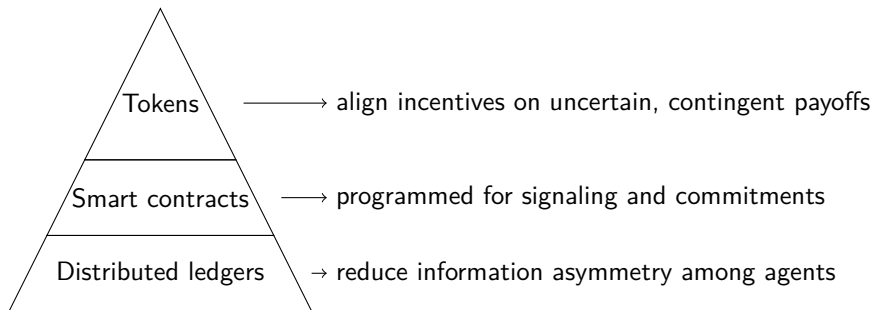 Tokens → align incentives on uncertain, contingent payoffs
Smart contracts → programmed for signaling and commitments
Distributed ledgers → reduce information asymmetry among agents